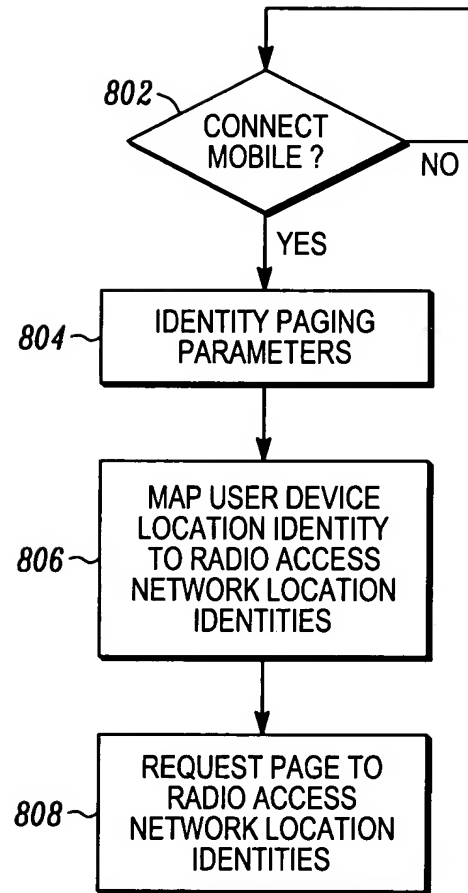 802
CONNECT
MOBILE ?
NO
YES
804
IDENTITY PAGING
PARAMETERS
806
MAP USER DEVICE
LOCATION IDENTITY
TO RADIO ACCESS
NETWORK LOCATION
IDENTITIES
808
REQUEST PAGE TO
RADIO ACCESS
NETWORK LOCATION
IDENTITIES